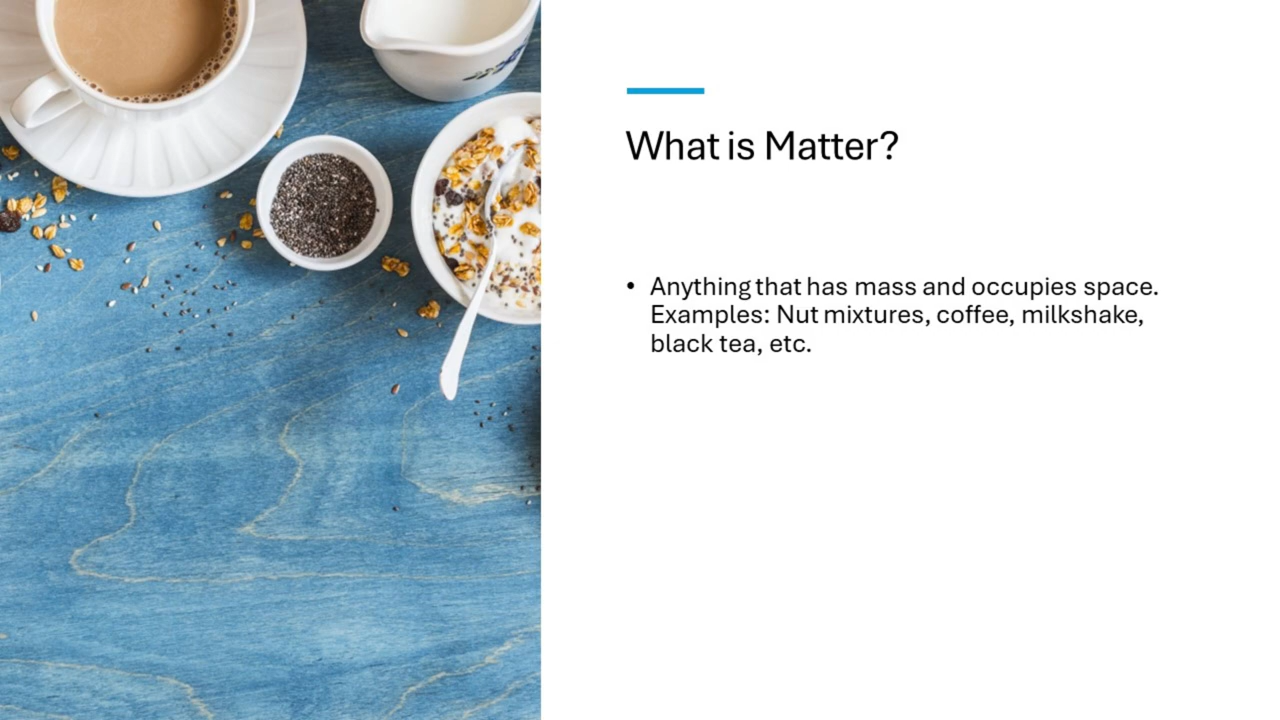 What is Matter?
• Anything that has mass and occupies space.
Examples: Nut mixtures, coffee, milkshake,
black tea, etc.